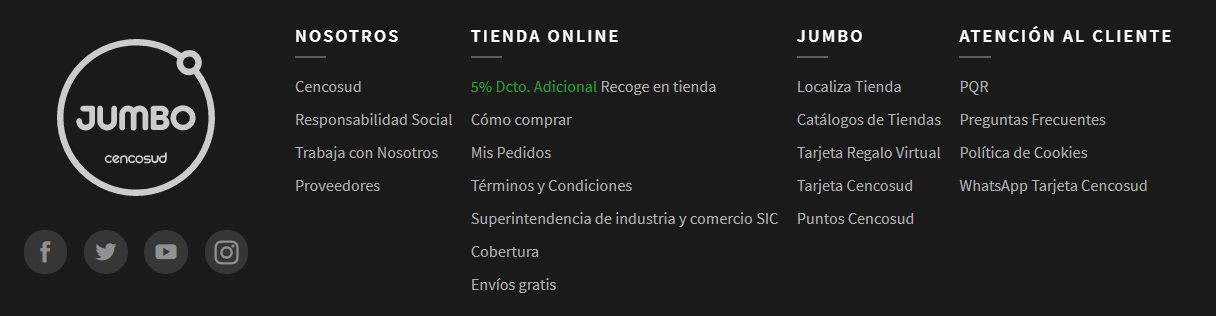 JUMBO
cencosud
NOSOTROS
Cencosud
Responsabilidad Social
Trabaja con Nosotros
Proveedores
TIENDA ONLINE
5% Dcto. Adicional Recoge en tienda
Cómo comprar
Mis Pedidos
Términos y Condiciones
Superintendencia de industria y comercio SIC
Cobertura
Envíos gratis
JUMBO
Localiza Tienda
Catálogos de Tiendas
Tarjeta Regalo Virtual
Tarjeta Cencosud
Puntos Cencosud
ATENCIÓN AL CLIENTE
PQR
Preguntas Frecuentes
Política de Cookies
WhatsApp Tarjeta Cencosud